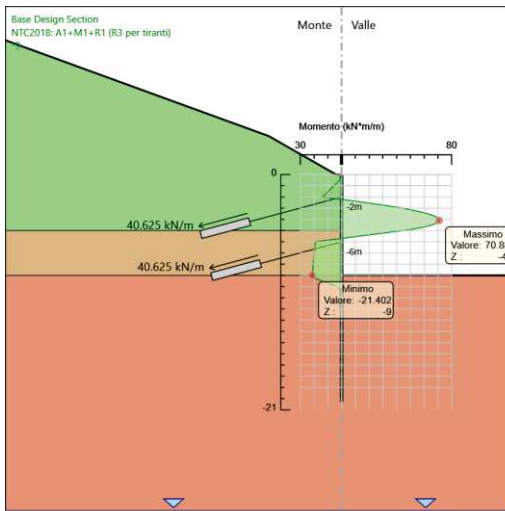 Base Design Section
NTC2018: A1+M1+R1 (R3 per tiranti)
Monte Valle
Momento (kN*m/m)
30 80
0
-2m
40.625 kN/m
Massimo
Valore: 70.8
Z : -4
-6m
40.625 kN/m
Minimo
Valore: -21.402
Z : -9
-21